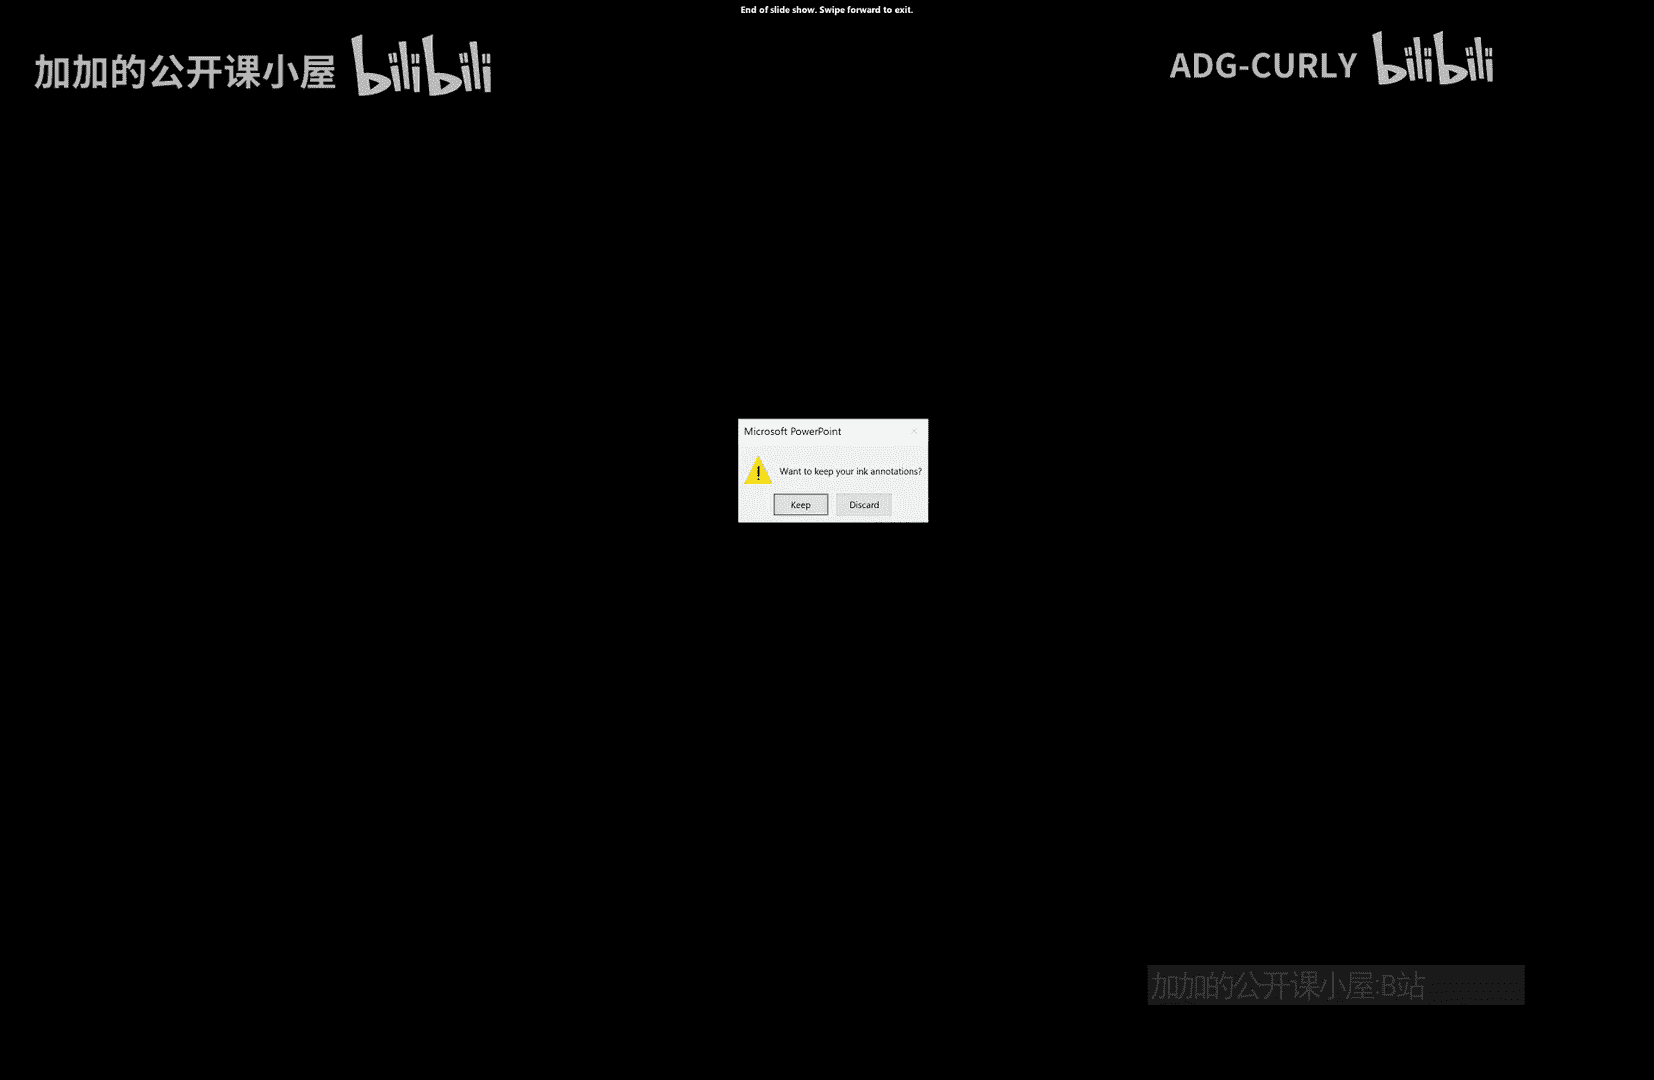 End of slide show. Swipe forward to exit.
加加的公开课小屋 bilibili
ADG-CURLY bilibili
Microsoft PowerPoint
Want to keep your ink annotations?
Keep Discard
加加的公开课小屋:B站